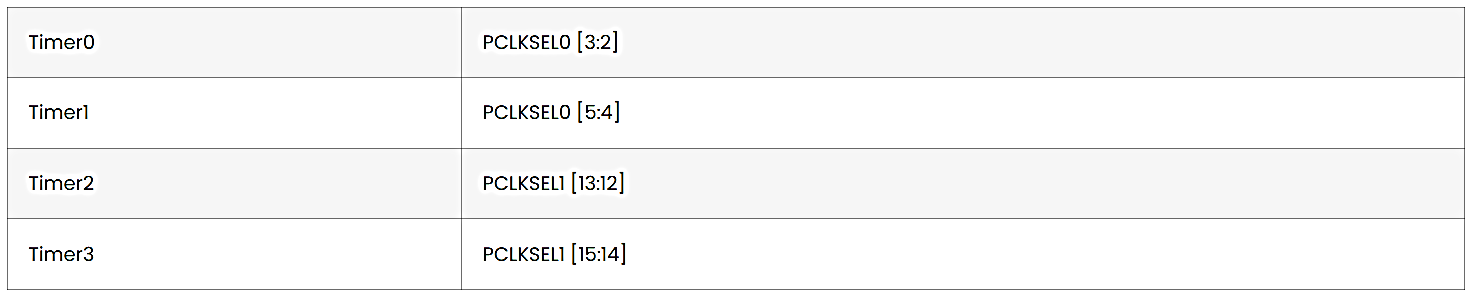 Timer0 PCLKSEL0 [3:2]
Timer1 PCLKSEL0 [5:4]
Timer2 PCLKSEL1 [13:12]
Timer3 PCLKSEL1 [15:14]